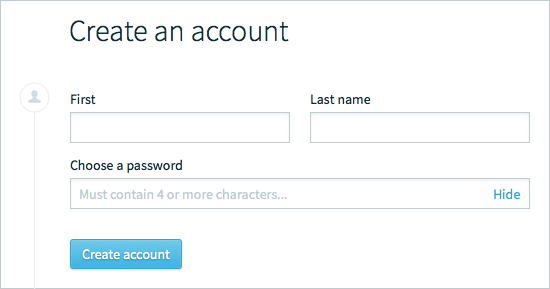 Create an account
First
Last name
Choose a password
Must contain 4 or more characters...
Hide
Create account